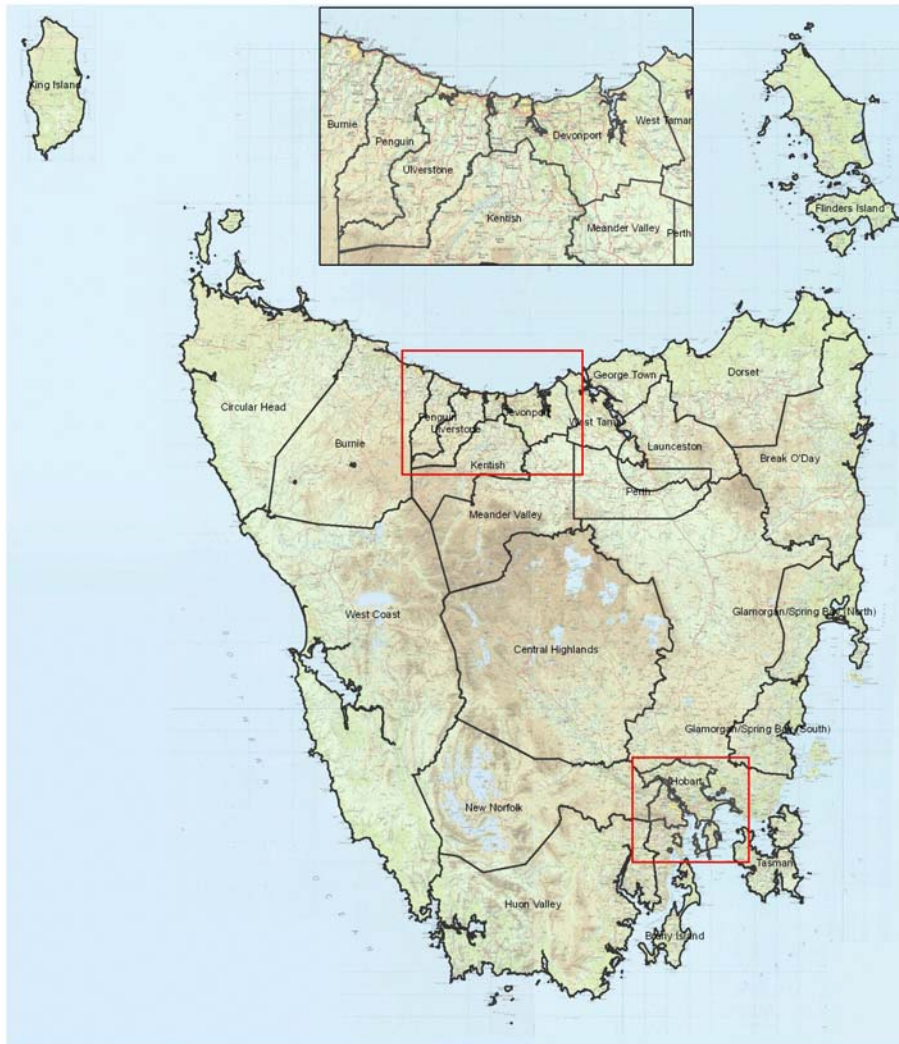 King Island
Burnie
Penguin
Ulverstone
Devonport
West Tamar
Kentish
Meander Valley
Perth
Flinders Island
George Town
Dorset
Circular Head
Penguin
Ulverstone
Devonport
West Tamar
Burnie
Launceston
Break O'Day
Kentish
Perth
Meander Valley
West Coast
Glamorgan/Spring Bay (North)
Central Highlands
Glamorgan/Spring Bay (South)
Hobart
New Norfolk
Tasman
Huon Valley
Bruny Island